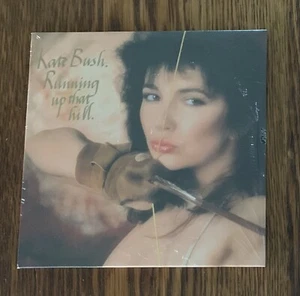 Kate Bush.
Running
up that
hill.